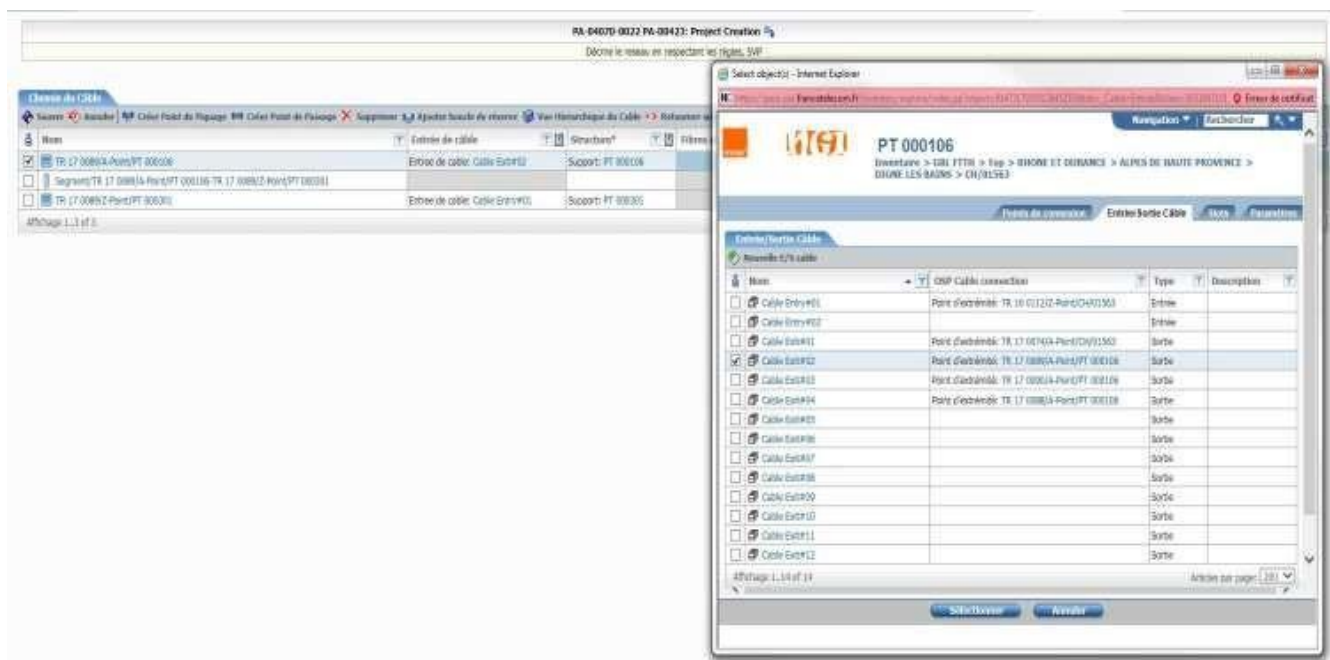 PA-04070-0022 PA-00423: Project Creation
Décrire le réseau en respectant les règles, SVP
Chemin du Câble
Sauver Annuler Créer Point de Piquage Créer Point de Passage Supprimer Ajouter boucle de réserve Vue Hiérarchique du Cable Retourner
Nom Entrée de câble Structure* Fibres
TR 17 0089/A-Point/PT 000106 Entrée de cable: Cable Exit#02 Support: PT 000106
Segment/TR 17 0089/A-Point/PT 000106-TR 17 0089/Z-Point/PT 000301
TR 17 0089/Z-Point/PT 000301 Entrée de cable: Cable Entry#01 Support: PT 000301
Affichage 1..3 of 3
Select object(s) - Internet Explorer
francetelecom.fr Erreur de certificat
Navigation Rechercher
PT 000106
Inventaire > GBL FTTH > Top > RHONE ET DURANCE > ALPES DE HAUTE PROVENCE >
DIGNE LES BAINS > CH/01563
Points de connexion Entrée/Sortie Câble Slots Paramètres
Entrée/Sortie Câble
Nouvelle E/S cable
Nom OSP Cable connection Type Description
Cable Entry#01 Point d'extrémité: TR 10 0112/Z-Point/CH/01563 Entrée
Cable Entry#02 Entrée
Cable Exit#01 Point d'extrémité: TR 17 0074/A-Point/CH/01563 Sortie
Cable Exit#02 Point d'extrémité: TR 17 0089/A-Point/PT 000106 Sortie
Cable Exit#03 Point d'extrémité: TR 17 0090/A-Point/PT 000106 Sortie
Cable Exit#04 Point d'extrémité: TR 17 0088/A-Point/PT 000106 Sortie
Cable Exit#05 Sortie
Cable Exit#06 Sortie
Cable Exit#07 Sortie
Cable Exit#08 Sortie
Cable Exit#09 Sortie
Cable Exit#10 Sortie
Cable Exit#11 Sortie
Cable Exit#12 Sortie
Affichage 1..14 of 14 Articles par page:
Sélectionner Annuler